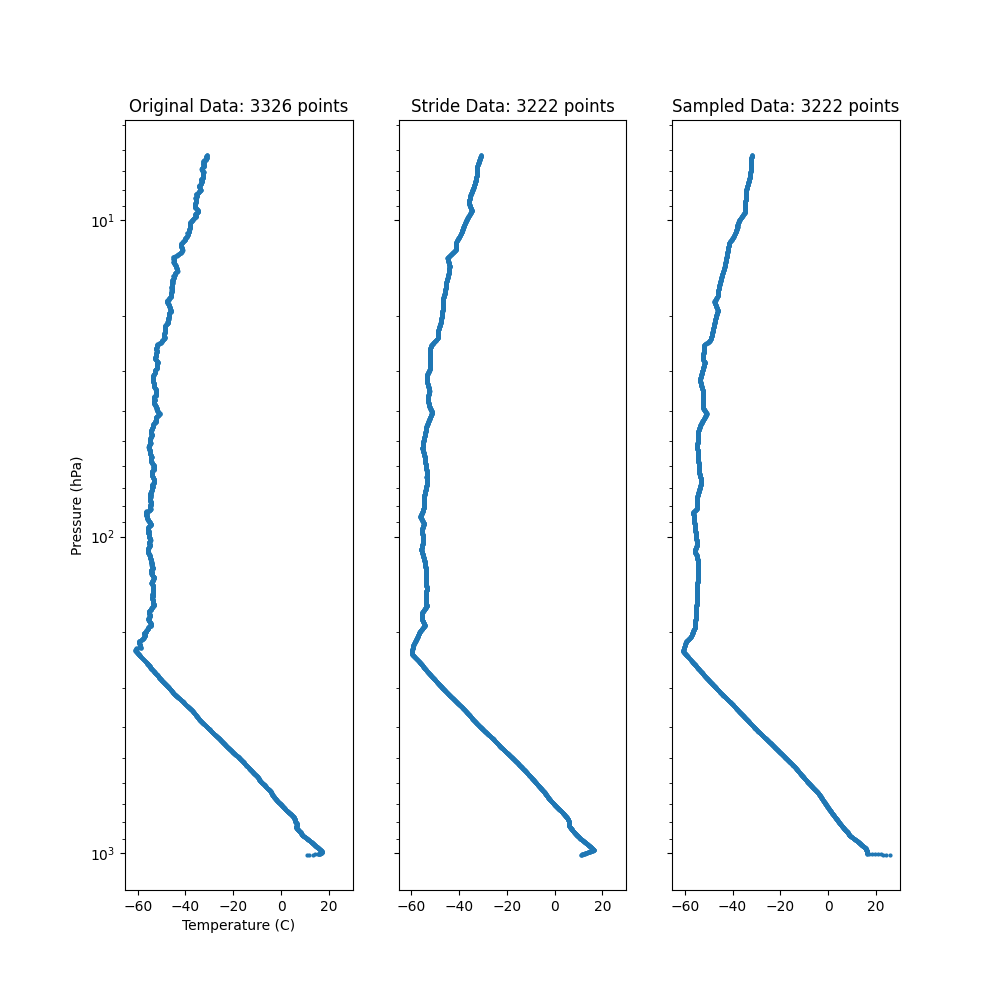 Original Data: 3326 points
Stride Data: 3222 points
Sampled Data: 3222 points
10¹
10²
10³
Pressure (hPa)
−60 −40 −20 0 20
−60 −40 −20 0 20
−60 −40 −20 0 20
Temperature (C)